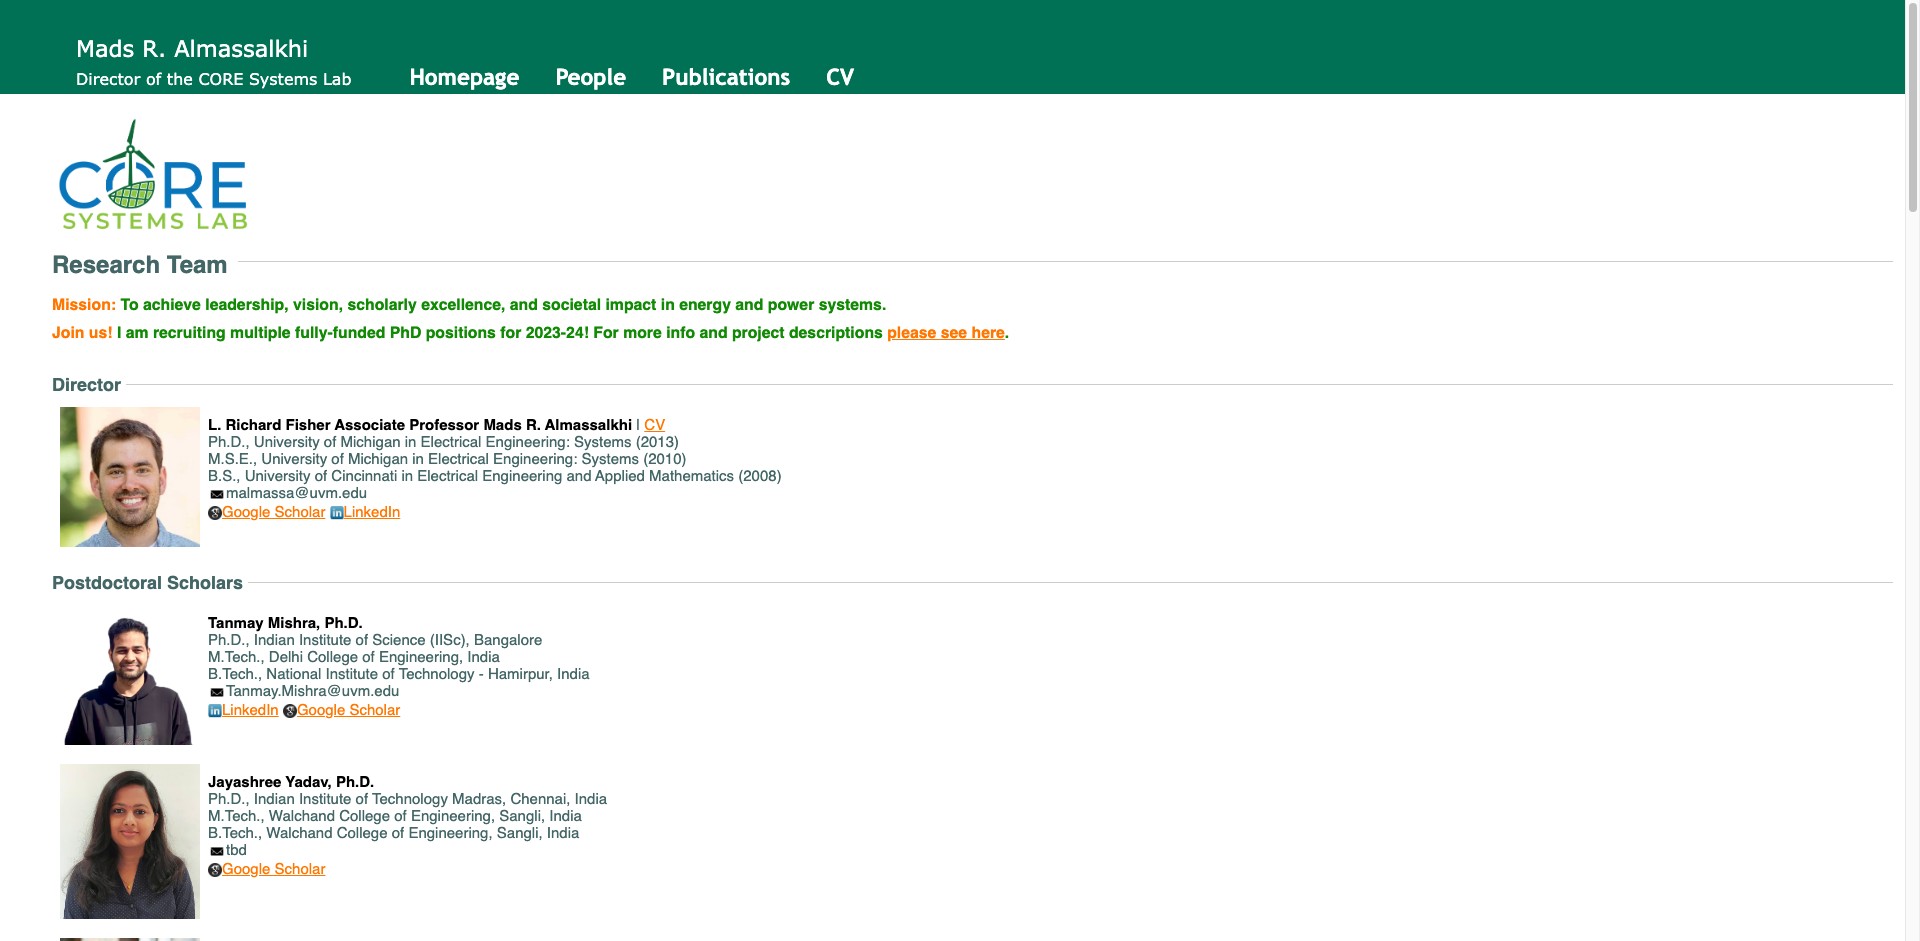 Mads R. Almassalkhi
Director of the CORE Systems Lab
Homepage People Publications CV
CORE
SYSTEMS LAB
Research Team
Mission: To achieve leadership, vision, scholarly excellence, and societal impact in energy and power systems.
Join us! I am recruiting multiple fully-funded PhD positions for 2023-24! For more info and project descriptions please see here.
Director
L. Richard Fisher Associate Professor Mads R. Almassalkhi | CV
Ph.D., University of Michigan in Electrical Engineering: Systems (2013)
M.S.E., University of Michigan in Electrical Engineering: Systems (2010)
B.S., University of Cincinnati in Electrical Engineering and Applied Mathematics (2008)
malmassa@uvm.edu
Google Scholar in LinkedIn
Postdoctoral Scholars
Tanmay Mishra, Ph.D.
Ph.D., Indian Institute of Science (IISc), Bangalore
M.Tech., Delhi College of Engineering, India
B.Tech., National Institute of Technology - Hamirpur, India
Tanmay.Mishra@uvm.edu
in LinkedIn Google Scholar
Jayashree Yadav, Ph.D.
Ph.D., Indian Institute of Technology Madras, Chennai, India
M.Tech., Walchand College of Engineering, Sangli, India
B.Tech., Walchand College of Engineering, Sangli, India
tbd
Google Scholar